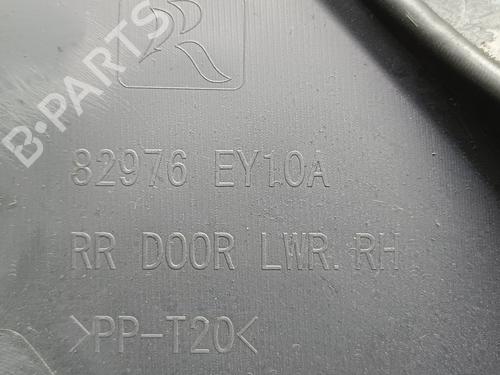 B-PARTS
R
82976 EY10A
RR DOOR LWR. RH
>PP-T20<